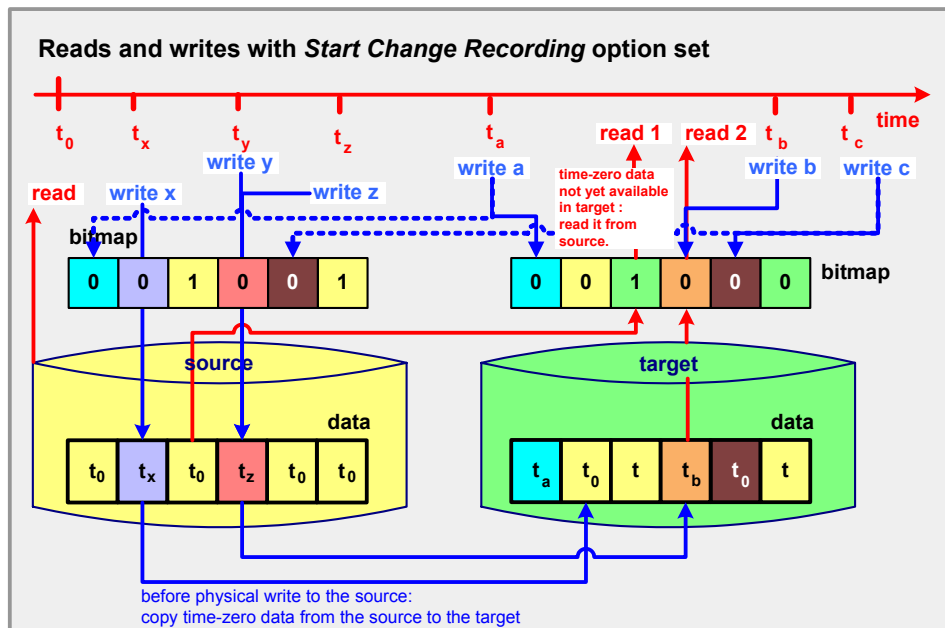 Reads and writes with Start Change Recording option set
time
t0 tx ty tz ta tb tc
read 1 read 2
write y
read write x write z write a write b write c
time-zero data
not yet available
in target :
read it from
source.
bitmap
0 0 1 0 0 1
0 0 1 0 0 0
bitmap
source
target
data
data
t0 tx t0 tz t0 t0
ta t0 t tb t0 t
before physical write to the source:
copy time-zero data from the source to the target